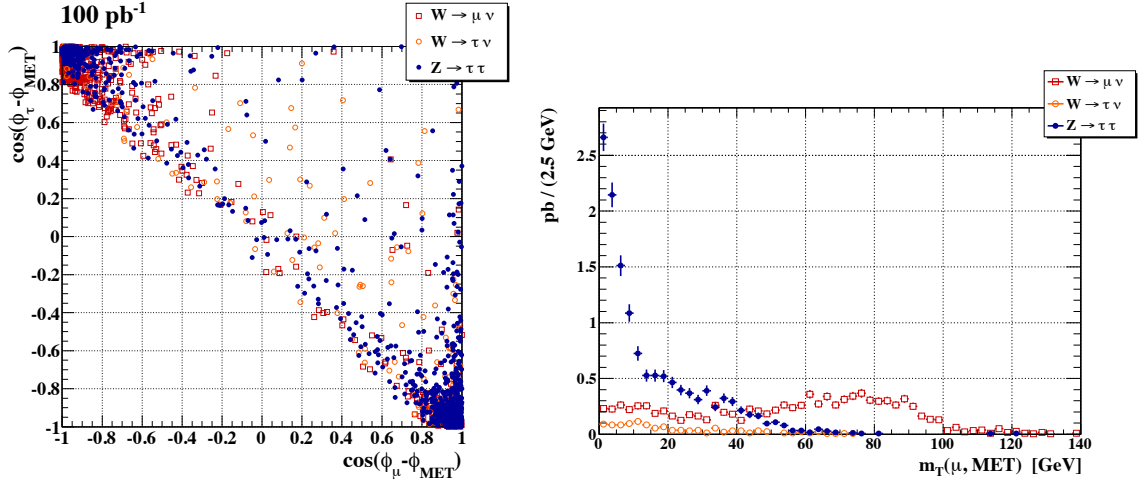 100 pb⁻¹
W → μ ν
W → τ ν
Z → τ τ
cos(ϕτ-ϕMET)
1
0.8
0.6
0.4
0.2
0
-0.2
-0.4
-0.6
-0.8
-1
-1 -0.8 -0.6 -0.4 -0.2 0 0.2 0.4 0.6 0.8 1
cos(ϕμ-ϕMET)
W → μ ν
W → τ ν
Z → τ τ
pb / (2.5 GeV)
2.5
2
1.5
1
0.5
0
0 20 40 60 80 100 120 140
mT(μ, MET) [GeV]